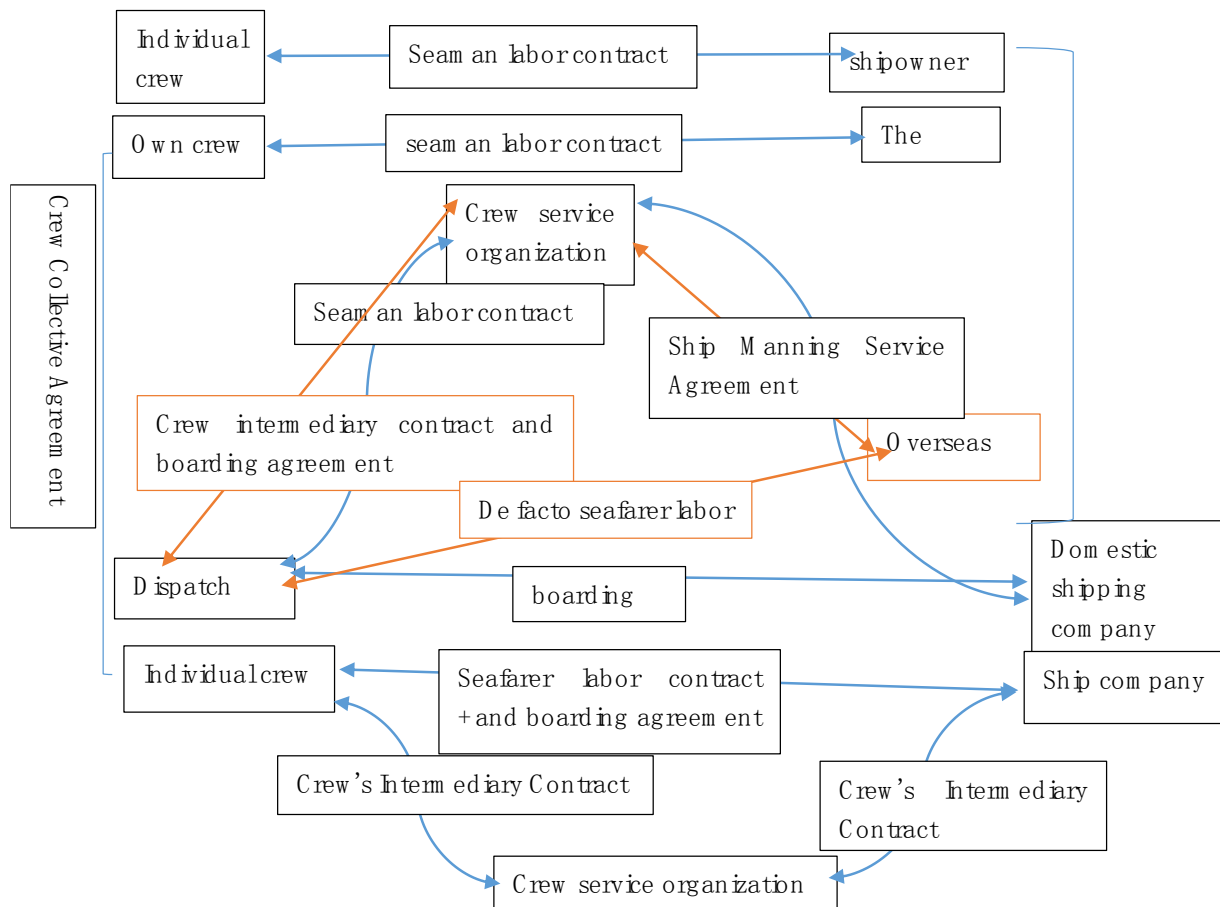 Individual
crew
Seaman labor contract
shipowner
Own crew
seaman labor contract
The
Crew Collective Agreement
Crew service
organization
Seaman labor contract
Ship Manning Service
Agreement
Crew intermediary contract and
boarding agreement
Overseas
De facto seafarer labor
Dispatch
boarding
Domestic
shipping
company
Individual crew
Seafarer labor contract
+and boarding agreement
Ship company
Crew’s Intermediary Contract
Crew’s Intermediary
Contract
Crew service organization